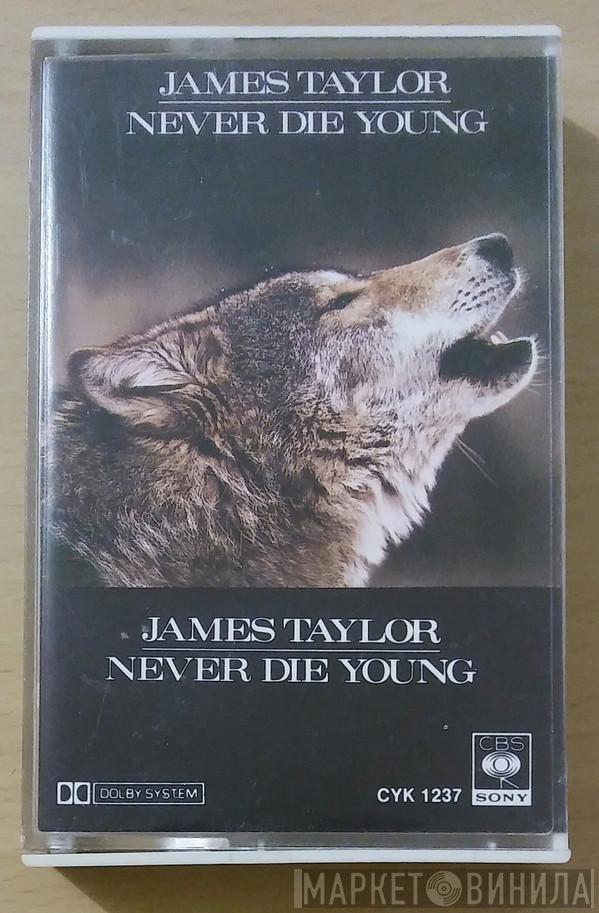 JAMES TAYLOR
NEVER DIE YOUNG
JAMES TAYLOR
NEVER DIE YOUNG
DOLBY SYSTEM
CYK 1237
CBS
SONY
МАРКЕТ ВИНИЛА